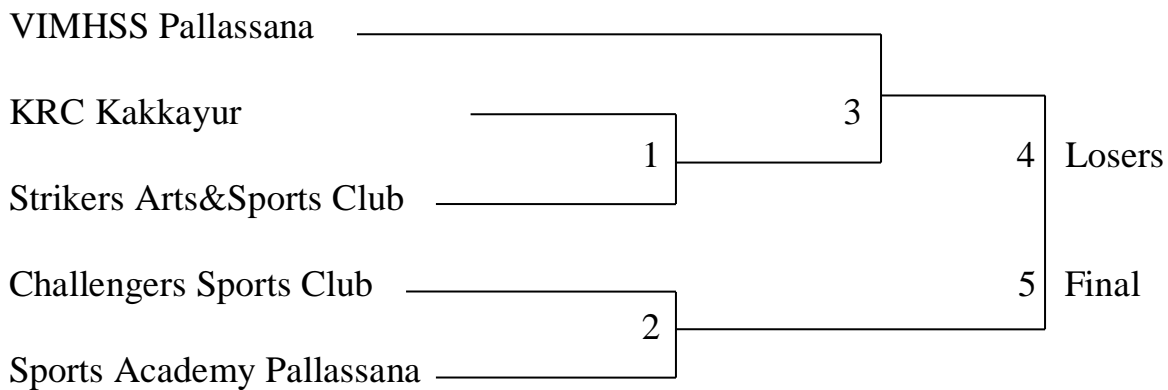 VIMHSS Pallassana
KRC Kakkayur
3
1
4 Losers
Strikers Arts&Sports Club
Challengers Sports Club
5 Final
2
Sports Academy Pallassana